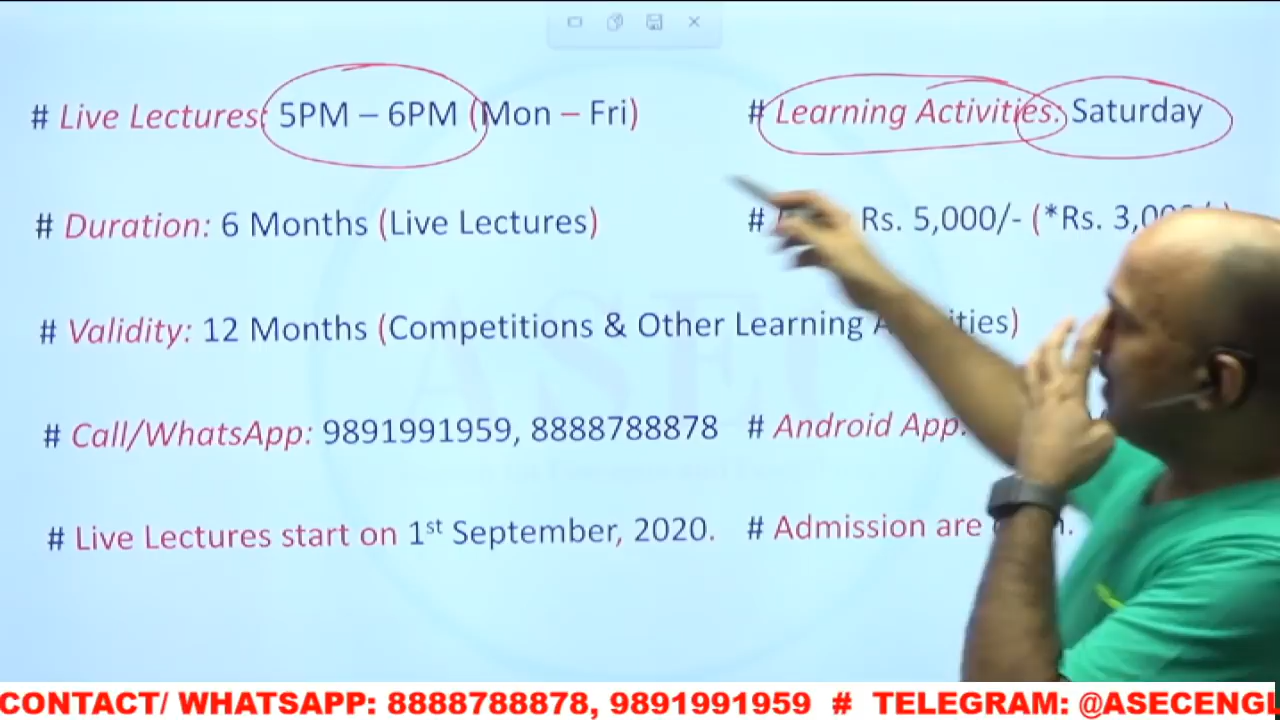 # Live Lectures: 5PM – 6PM (Mon – Fri)
# Learning Activities: Saturday
# Duration: 6 Months (Live Lectures)
# Rs. 5,000/- (*Rs.
# Validity: 12 Months (Competitions & Other Learning
# Call/WhatsApp: 9891991959, 8888788878
# Android App:
# Live Lectures start on 1st September, 2020.
# Admission are
ASEC
CONTACT/ WHATSAPP: 8888788878, 9891991959 # TELEGRAM: @ASECENGL